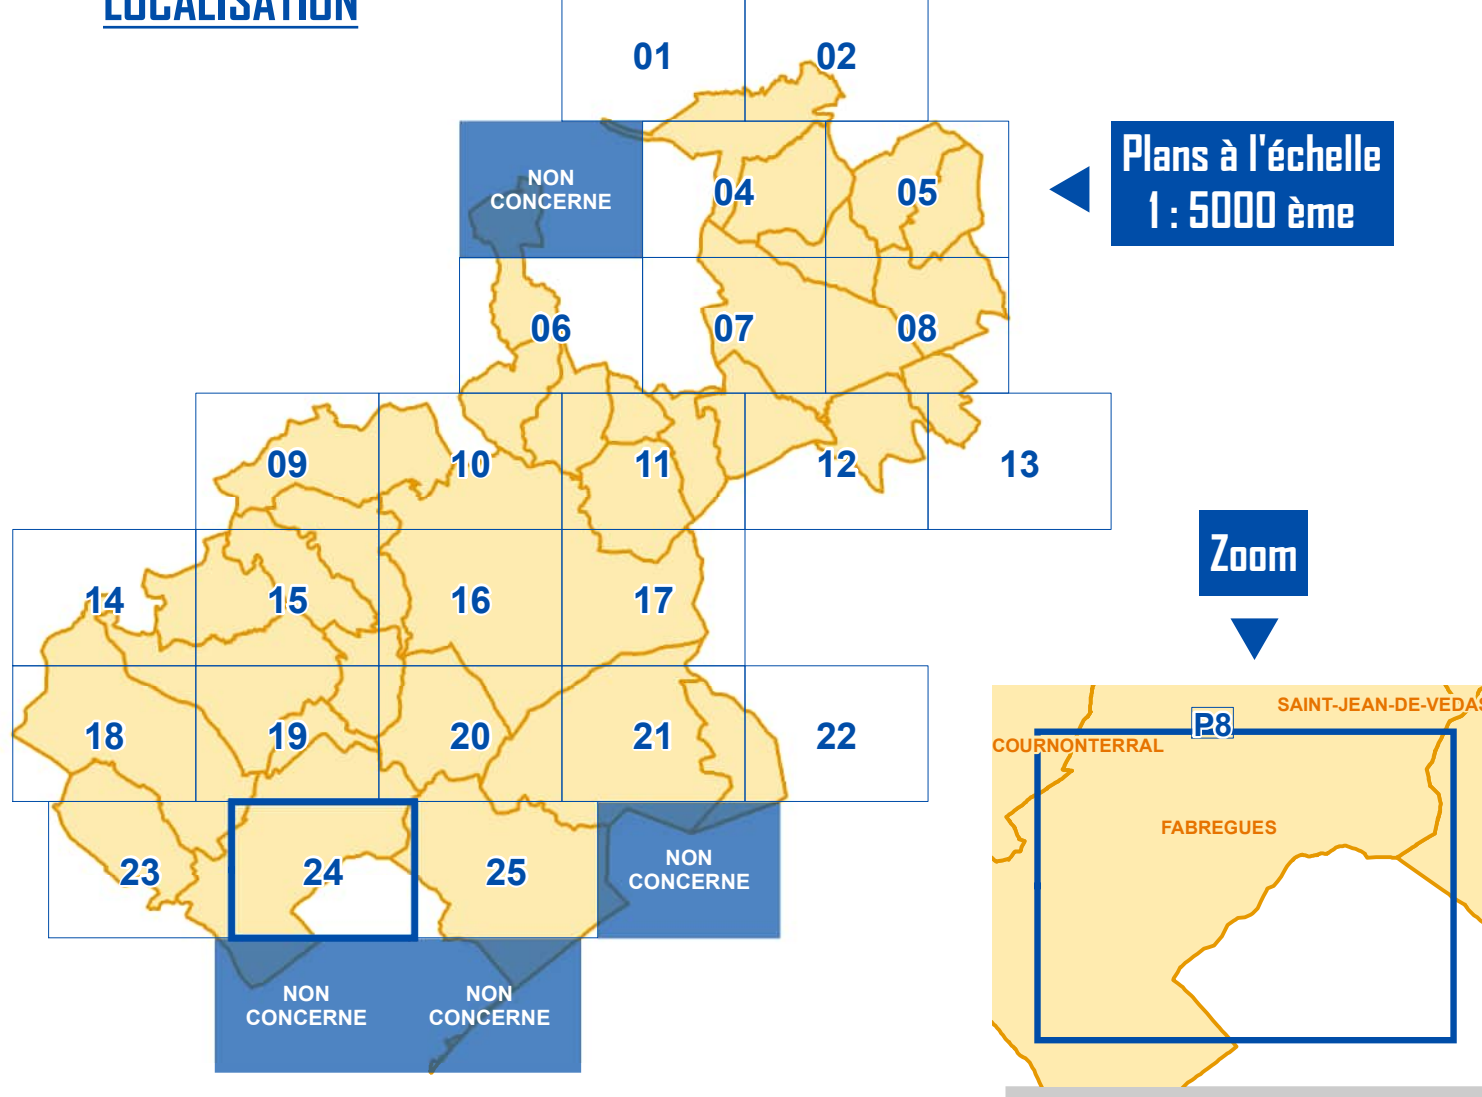 LOCALISATION
01
02
NON
CONCERNE
04
05
Plans à l'échelle
1 : 5000 ème
06
07
08
09
10
11
12
13
Zoom
14
15
16
17
18
19
20
21
22
P8
SAINT-JEAN-DE-VEDAS
COURNONTERRAL
FABREGUES
23
24
25
NON
CONCERNE
NON
CONCERNE
NON
CONCERNE